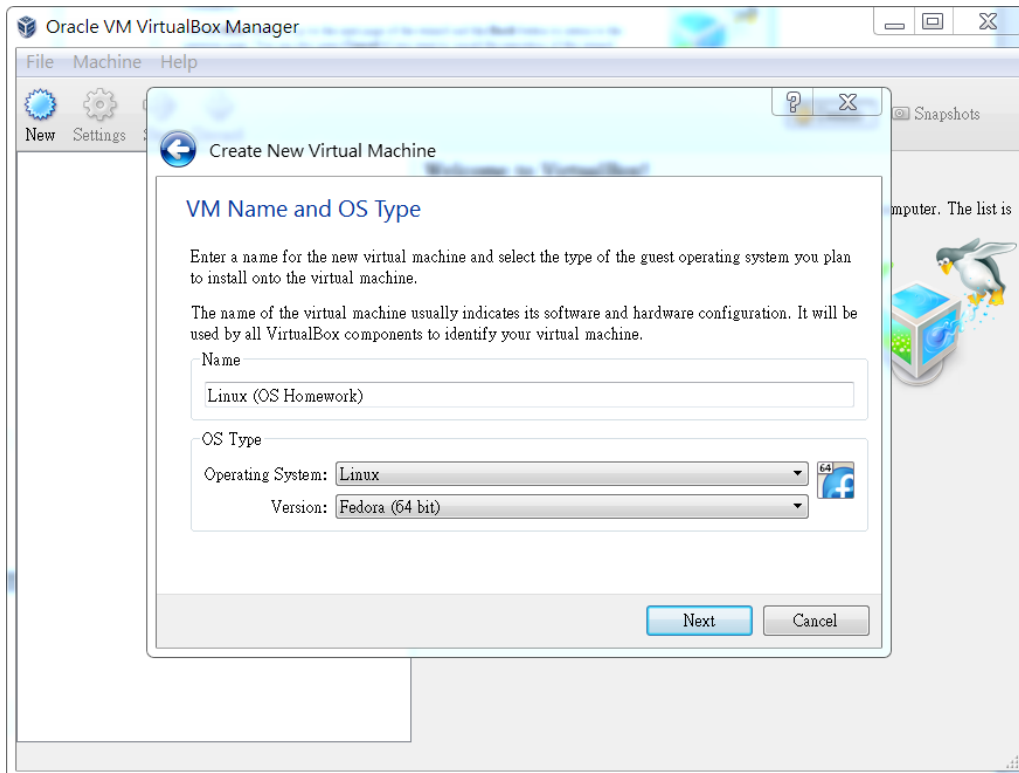 Oracle VM VirtualBox Manager
File Machine Help
New Settings
Snapshots
Create New Virtual Machine
Welcome to VirtualBox!
VM Name and OS Type
mputer. The list is
Enter a name for the new virtual machine and select the type of the guest operating system you plan
to install onto the virtual machine.
The name of the virtual machine usually indicates its software and hardware configuration. It will be
used by all VirtualBox components to identify your virtual machine.
Name
Linux (OS Homework)
OS Type
Operating System: Linux
64
Version: Fedora (64 bit)
Next Cancel